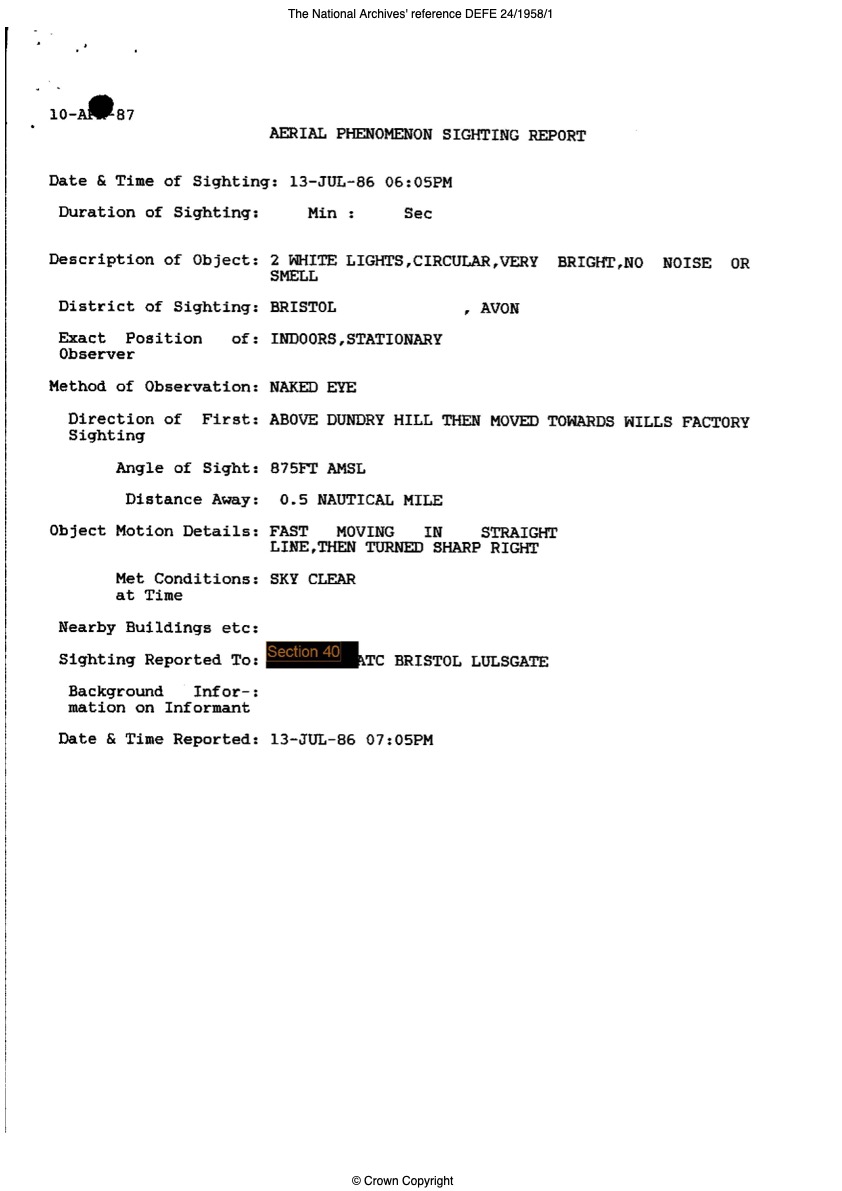 The National Archives' reference DEFE 24/1958/1
10-A -87
AERIAL PHENOMENON SIGHTING REPORT
Date & Time of Sighting: 13-JUL-86 06:05PM
Duration of Sighting: Min : Sec
Description of Object: 2 WHITE LIGHTS,CIRCULAR,VERY BRIGHT,NO NOISE OR
SMELL
District of Sighting: BRISTOL , AVON
Exact Position of: INDOORS,STATIONARY
Observer
Method of Observation: NAKED EYE
Direction of First: ABOVE DUNDRY HILL THEN MOVED TOWARDS WILLS FACTORY
Sighting
Angle of Sight: 875FT AMSL
Distance Away: 0.5 NAUTICAL MILE
Object Motion Details: FAST MOVING IN STRAIGHT
LINE,THEN TURNED SHARP RIGHT
Met Conditions: SKY CLEAR
at Time
Nearby Buildings etc:
Sighting Reported To: Section 40 ATC BRISTOL LULSGATE
Background Infor-:
mation on Informant
Date & Time Reported: 13-JUL-86 07:05PM
© Crown Copyright